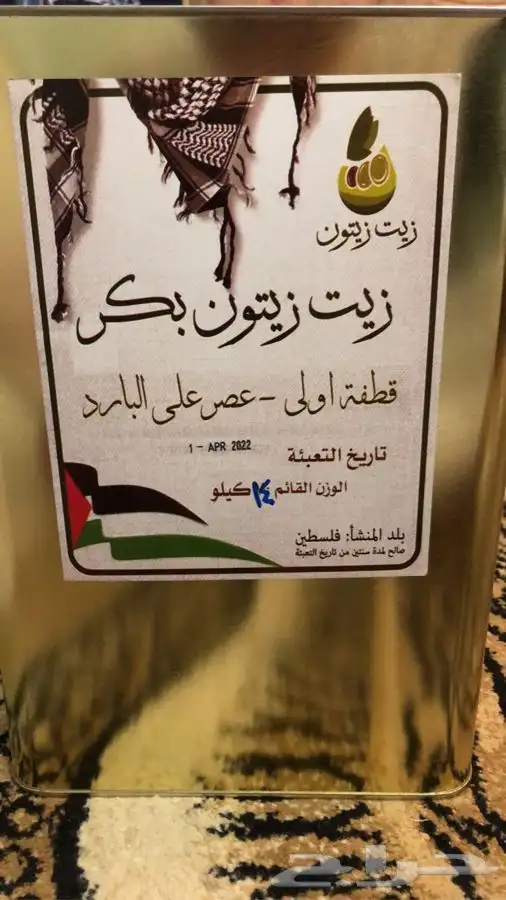 زيت زيتون
زيت زيتون بكر
قطفة اولى - عصر على البارد
تاريخ التعبئة 1 - APR 2022
الوزن القائم ١٤ كيلو
بلد المنشأ: فلسطين
صالح لمدة سنتين من تاريخ التعبئة
حراج